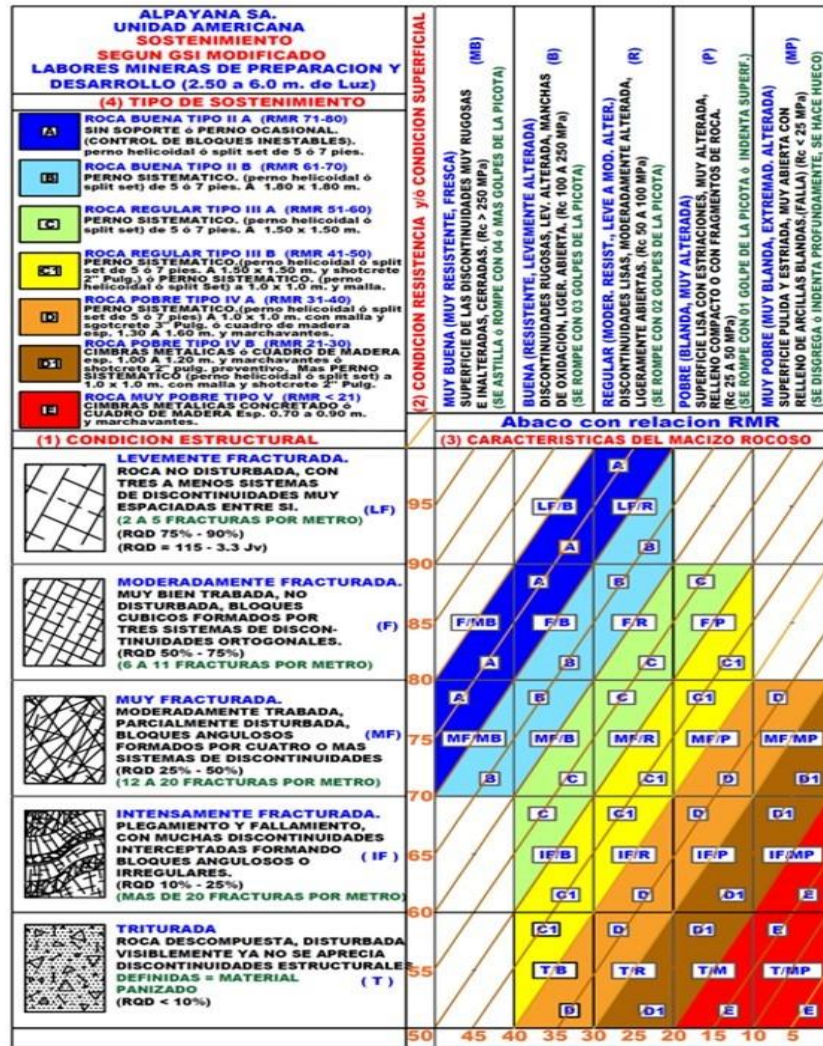 ALPAYANA SA.
UNIDAD AMERICANA
SOSTENIMIENTO
SEGUN GSI MODIFICADO
LABORES MINERAS DE PREPARACION Y
DESARROLLO (2.50 a 6.0 m. de Luz)
(4) TIPO DE SOSTENIMIENTO
A
ROCA BUENA TIPO II A (RMR 71-80)
SIN SOPORTE ó PERNO OCASIONAL.
(CONTROL DE BLOQUES INESTABLES).
perno helicoidal ó split set de 5 ó 7 pies.
B
ROCA BUENA TIPO II B (RMR 61-70)
PERNO SISTEMATICO. (perno helicoidal ó
split set) de 5 ó 7 pies. A 1.80 x 1.80 m.
C
ROCA REGULAR TIPO III A (RMR 51-60)
PERNO SISTEMATICO. (perno helicoidal ó
split set) de 5 ó 7 pies. A 1.50 x 1.50 m.
C1
ROCA REGULAR TIPO III B (RMR 41-50)
PERNO SISTEMATICO.(perno helicoidal ó split
set de 5 ó 7 pies. A 1.50 x 1.50 m. y shotcrete
2" Pulg.) ó PERNO SISTEMATICO. (perno
helicoidal ó split Set) a 1.0 x 1.0 m. y malla.
D
ROCA POBRE TIPO IV A (RMR 31-40)
PERNO SISTEMATICO.(perno helicoidal ó split
set de 5 ó 7 pies) A 1.0 x 1.0 m. con malla y
sgotcrete 3" Pulg. ó cuadro de madera
esp. 1.30 A 1.60 m. y marchavantes.
D1
ROCA POBRE TIPO IV B (RMR 21-30)
CIMBRAS METALICAS ó CUADRO DE MADERA
esp. 1.00 A 1.20 m. y marchavantes ó
shotcrete 2" pulg. preventivo. Mas PERNO
SISTEMATICO (perno helicoidal ó split set) a
1.0 x 1.0 m. con malla y shotcrete 2" Pulg.
E
ROCA MUY POBRE TIPO V (RMR < 21)
CIMBRAS METALICAS CONCRETADO ó
CUADRO DE MADERA Esp. 0.70 a 0.90 m.
y marchavantes.
(2) CONDICION RESISTENCIA y/ó CONDICION SUPERFICIAL
MUY BUENA (MUY RESISTENTE, FRESCA) (MB)
SUPERFICIE DE LAS DISCONTINUIDADES MUY RUGOSAS
E INALTERADAS, CERRADAS. (Rc > 250 MPa)
(SE ASTILLA ó ROMPE CON 04 ó MAS GOLPES DE LA PICOTA)
BUENA (RESISTENTE, LEVEMENTE ALTERADA) (B)
DISCONTINUIDADES RUGOSAS, LEV. ALTERADA, MANCHAS
DE OXIDACION, LIGER. ABIERTA. (Rc 100 A 250 MPa)
(SE ROMPE CON 03 GOLPES DE LA PICOTA)
REGULAR (MODER. RESIST., LEVE A MOD. ALTER.) (R)
DISCONTINUIDADES LISAS, MODERADAMENTE ALTERADA,
LIGERAMENTE ABIERTAS. (Rc 50 A 100 MPa)
(SE ROMPE CON 02 GOLPES DE LA PICOTA)
POBRE (BLANDA, MUY ALTERADA) (P)
SUPERFICIE LISA CON ESTRIACIONES, MUY ALTERADA,
RELLENO COMPACTO O CON FRAGMENTOS DE ROCA.
(Rc 25 A 50 MPa)
(SE ROMPE CON 01 GOLPE DE LA PICOTA ó INDENTA SUPERF.)
MUY POBRE (MUY BLANDA, EXTREMAD. ALTERADA) (MP)
SUPERFICIE PULIDA Y ESTRIADA, MUY ABIERTA CON
RELLENO DE ARCILLAS BLANDAS.(FALLA) (Rc < 25 MPa)
(SE DISGREGA ó INDENTA PROFUNDAMENTE, SE HACE HUECO)
Abaco con relacion RMR
(1) CONDICION ESTRUCTURAL
(3) CARACTERISTICAS DEL MACIZO ROCOSO
LEVEMENTE FRACTURADA.
ROCA NO DISTURBADA, CON
TRES A MENOS SISTEMAS
DE DISCONTINUIDADES MUY
ESPACIADAS ENTRE SI. (LF)
(2 A 5 FRACTURAS POR METRO)
(RQD 75% - 90%)
(RQD = 115 - 3.3 Jv)
A
95
LF/B LF/R
A B
90
MODERADAMENTE FRACTURADA.
MUY BIEN TRABADA, NO
DISTURBADA, BLOQUES
CUBICOS FORMADOS POR (F)
TRES SISTEMAS DE DISCON-
TINUIDADES ORTOGONALES.
(RQD 50% - 75%)
(6 A 11 FRACTURAS POR METRO)
A B C
85
F/MB F/B F/R F/P
A B C C1
80
MUY FRACTURADA.
MODERADAMENTE TRABADA,
PARCIALMENTE DISTURBADA,
BLOQUES ANGULOSOS (MF)
FORMADOS POR CUATRO O MAS
SISTEMAS DE DISCONTINUIDADES
(RQD 25% - 50%)
(12 A 20 FRACTURAS POR METRO)
A B C C1 D
75
MF/MB MF/B MF/R MF/P MF/MP
B C C1 D D1
70
INTENSAMENTE FRACTURADA.
PLEGAMIENTO Y FALLAMIENTO,
CON MUCHAS DISCONTINUIDADES
INTERCEPTADAS FORMANDO ( IF )
BLOQUES ANGULOSOS O
IRREGULARES.
(RQD 10% - 25%)
(MAS DE 20 FRACTURAS POR METRO)
C C1 D D1
65
IF/B IF/R IF/P IF/MP
C1 D D1 E
60
TRITURADA
ROCA DESCOMPUESTA, DISTURBADA
VISIBLEMENTE YA NO SE APRECIA
DISCONTINUIDADES ESTRUCTURALES
DEFINIDAS = MATERIAL ( T )
PANIZADO
(RQD < 10%)
C1 D D1 E
55
T/B T/R T/M T/MP
D D1 E E
50 45 40 35 30 25 20 15 10 5